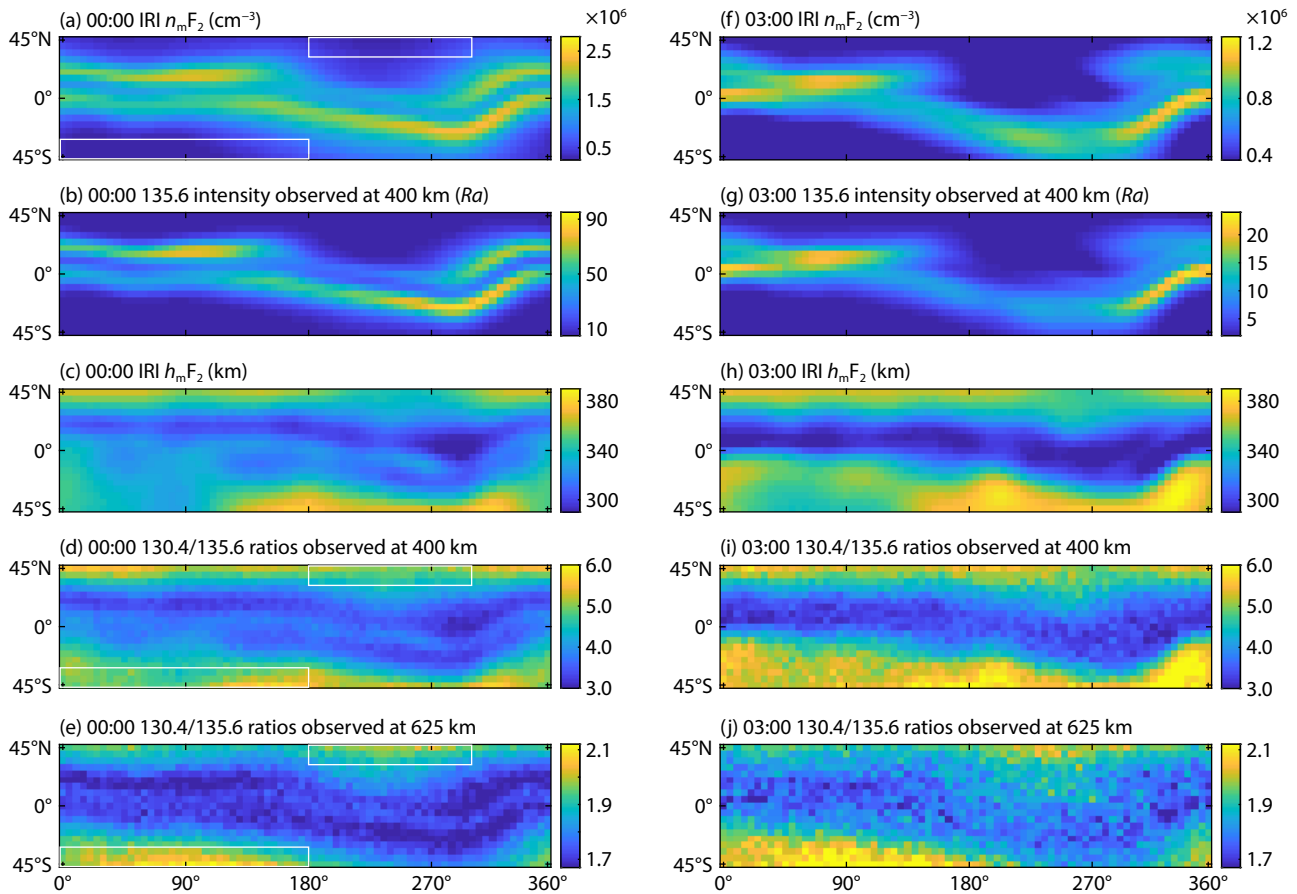 (a) 00:00 IRI nmF2 (cm−3)
×10⁶
45°N
0°
45°S
2.5
1.5
0.5
(b) 00:00 135.6 intensity observed at 400 km (Ra)
45°N
0°
45°S
90
50
10
(c) 00:00 IRI hmF2 (km)
45°N
0°
45°S
380
340
300
(d) 00:00 130.4/135.6 ratios observed at 400 km
45°N
0°
45°S
6.0
5.0
4.0
3.0
(e) 00:00 130.4/135.6 ratios observed at 625 km
45°N
0°
45°S
2.1
1.9
1.7
0°
90°
180°
270°
360°
(f) 03:00 IRI nmF2 (cm−3)
×10⁶
45°N
0°
45°S
1.2
0.8
0.4
(g) 03:00 135.6 intensity observed at 400 km (Ra)
45°N
0°
45°S
20
15
10
5
(h) 03:00 IRI hmF2 (km)
45°N
0°
45°S
380
340
300
(i) 03:00 130.4/135.6 ratios observed at 400 km
45°N
0°
45°S
6.0
5.0
4.0
3.0
(j) 03:00 130.4/135.6 ratios observed at 625 km
45°N
0°
45°S
2.1
1.9
1.7
0°
90°
180°
270°
360°